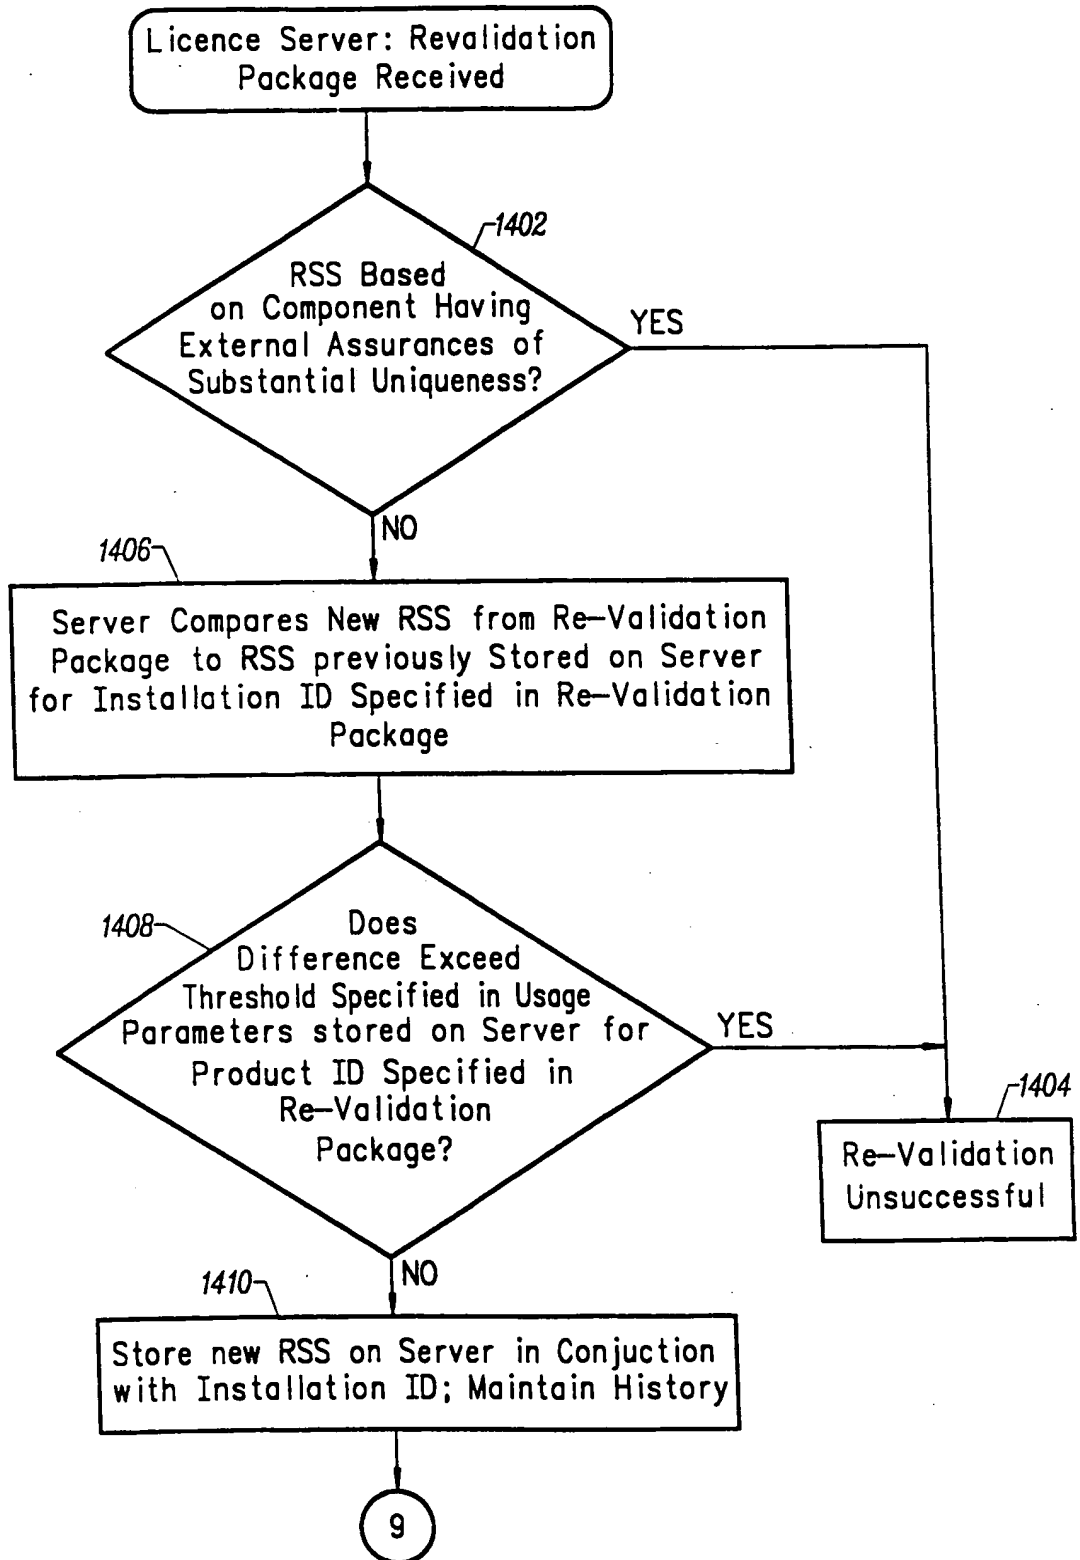 Licence Server: Revalidation
Package Received
1402
RSS Based
on Component Having
External Assurances of
Substantial Uniqueness?
YES
NO
1406
Server Compares New RSS from Re-Validation
Package to RSS previously Stored on Server
for Installation ID Specified in Re-Validation
Package
1408
Does
Difference Exceed
Threshold Specified in Usage
Parameters stored on Server for
Product ID Specified in
Re-Validation
Package?
YES
1404
Re-Validation
Unsuccessful
NO
1410
Store new RSS on Server in Conjuction
with Installation ID; Maintain History
9